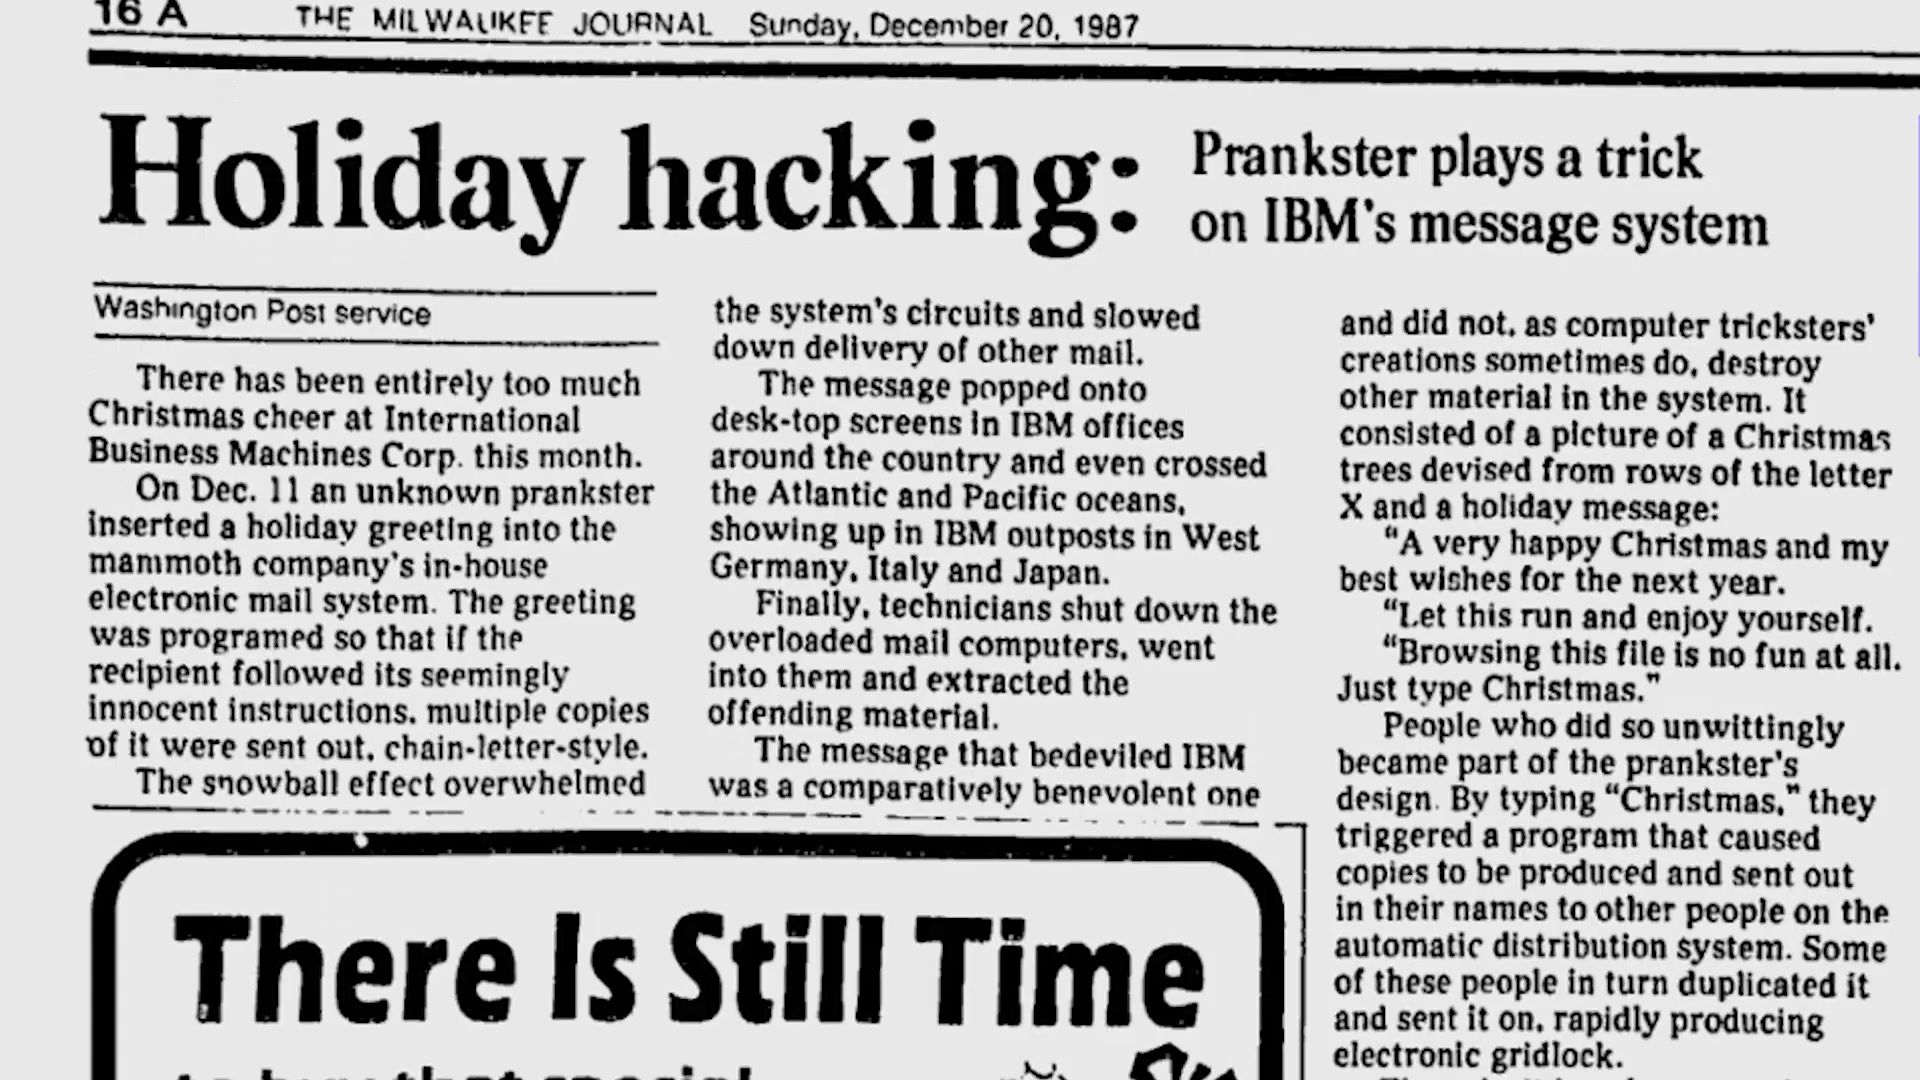 16 A THE MILWAUKEE JOURNAL Sunday, December 20, 1987
Holiday hacking:
Prankster plays a trick
on IBM's message system
Washington Post service
There has been entirely too much
Christmas cheer at International
Business Machines Corp. this month.
On Dec. 11 an unknown prankster
inserted a holiday greeting into the
mammoth company's in-house
electronic mail system. The greeting
was programed so that if the
recipient followed its seemingly
innocent instructions, multiple copies
of it were sent out, chain-letter-style.
The snowball effect overwhelmed
the system's circuits and slowed
down delivery of other mail.
The message popped onto
desk-top screens in IBM offices
around the country and even crossed
the Atlantic and Pacific oceans,
showing up in IBM outposts in West
Germany, Italy and Japan.
Finally, technicians shut down the
overloaded mail computers, went
into them and extracted the
offending material.
The message that bedeviled IBM
was a comparatively benevolent one
and did not, as computer tricksters'
creations sometimes do, destroy
other material in the system. It
consisted of a picture of a Christmas
trees devised from rows of the letter
X and a holiday message:
"A very happy Christmas and my
best wishes for the next year.
"Let this run and enjoy yourself.
"Browsing this file is no fun at all.
Just type Christmas."
People who did so unwittingly
became part of the prankster's
design. By typing "Christmas," they
triggered a program that caused
copies to be produced and sent out
in their names to other people on the
automatic distribution system. Some
of these people in turn duplicated it
and sent it on, rapidly producing
electronic gridlock.
There Is Still Time